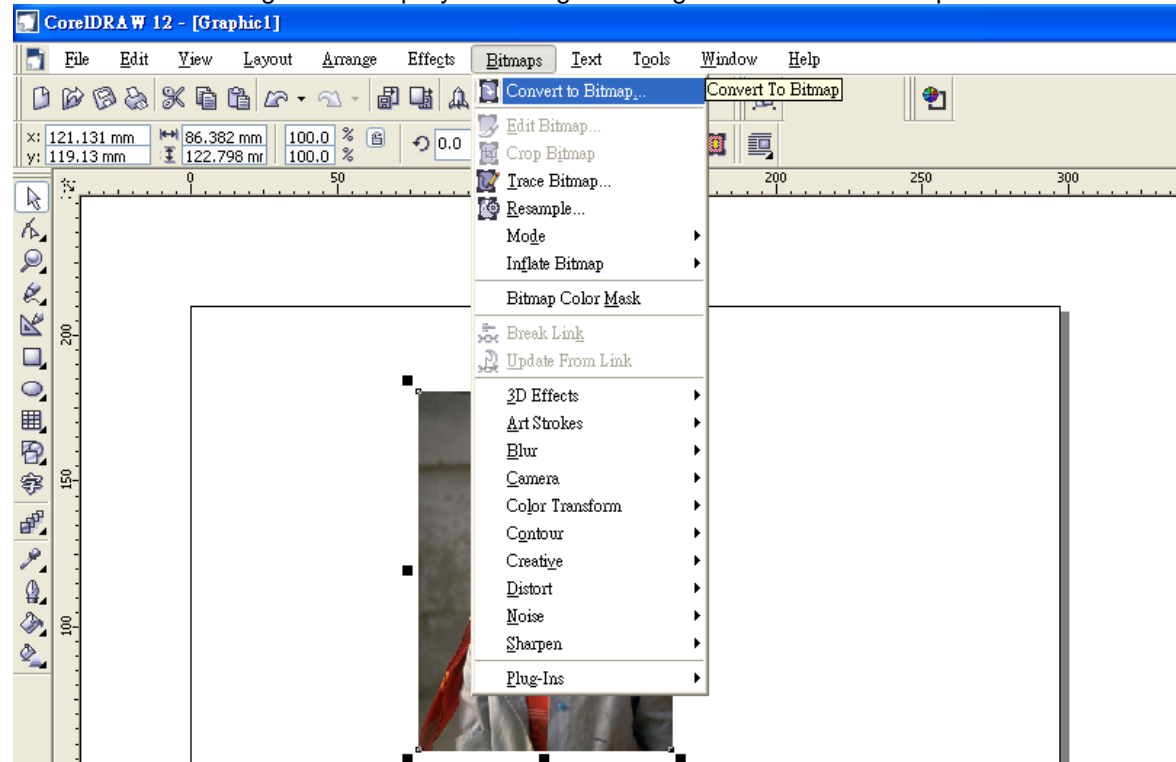 CorelDRAW 12 - [Graphic1]
File Edit View Layout Arrange Effects Bitmaps Text Tools Window Help
Convert to Bitmap...
Convert To Bitmap
x: 121.131 mm 86.382 mm 100.0 % 0.0
y: 119.13 mm 122.798 mr 100.0 %
0 50 200 250 300
200
150
100
Edit Bitmap...
Crop Bitmap
Trace Bitmap...
Resample...
Mode
Inflate Bitmap
Bitmap Color Mask
Break Link
Update From Link
3D Effects
Art Strokes
Blur
Camera
Color Transform
Contour
Creative
Distort
Noise
Sharpen
Plug-Ins